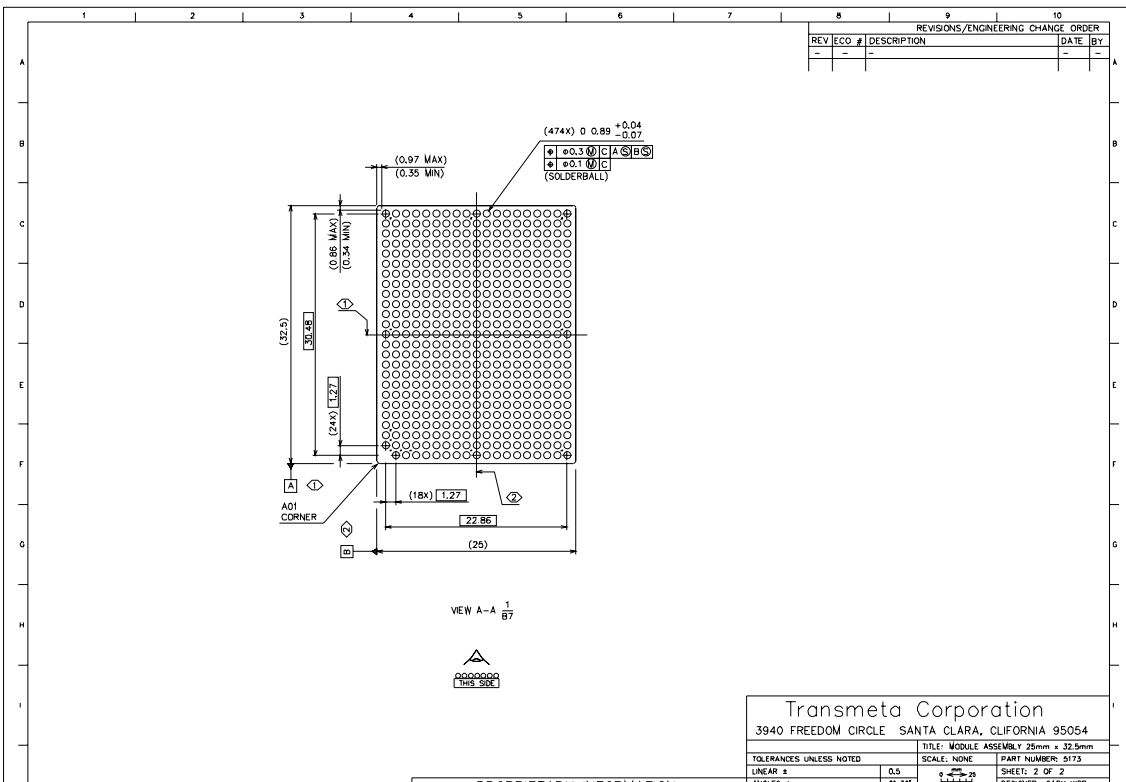 1 2 3 4 5 6 7 8 9 10
REVISIONS/ENGINEERING CHANGE ORDER
REV ECO # DESCRIPTION DATE BY
- - - - -
A A
B B
C C
D D
E E
F F
G G
H H
I I
(474X) 0 0.89 +0.04 -0.07
⌖ ⌀0.3 Ⓜ C A Ⓢ B Ⓢ
⌖ ⌀0.1 Ⓜ C
(SOLDERBALL)
(0.97 MAX)
(0.35 MIN)
(0.86 MAX)
(0.34 MIN)
(32.5)
30.48
1
(24X) 1.27
A 1
A01
CORNER
(18X) 1.27
2
22.86
2
B
(25)
VIEW A-A 1/B7
THIS SIDE
Transmeta Corporation
3940 FREEDOM CIRCLE SANTA CLARA, CLIFORNIA 95054
TITLE: MODULE ASSEMBLY 25mm x 32.5mm
TOLERANCES UNLESS NOTED SCALE: NONE PART NUMBER: 5173
LINEAR ± 0.5 0 mm 25 SHEET: 2 OF 2